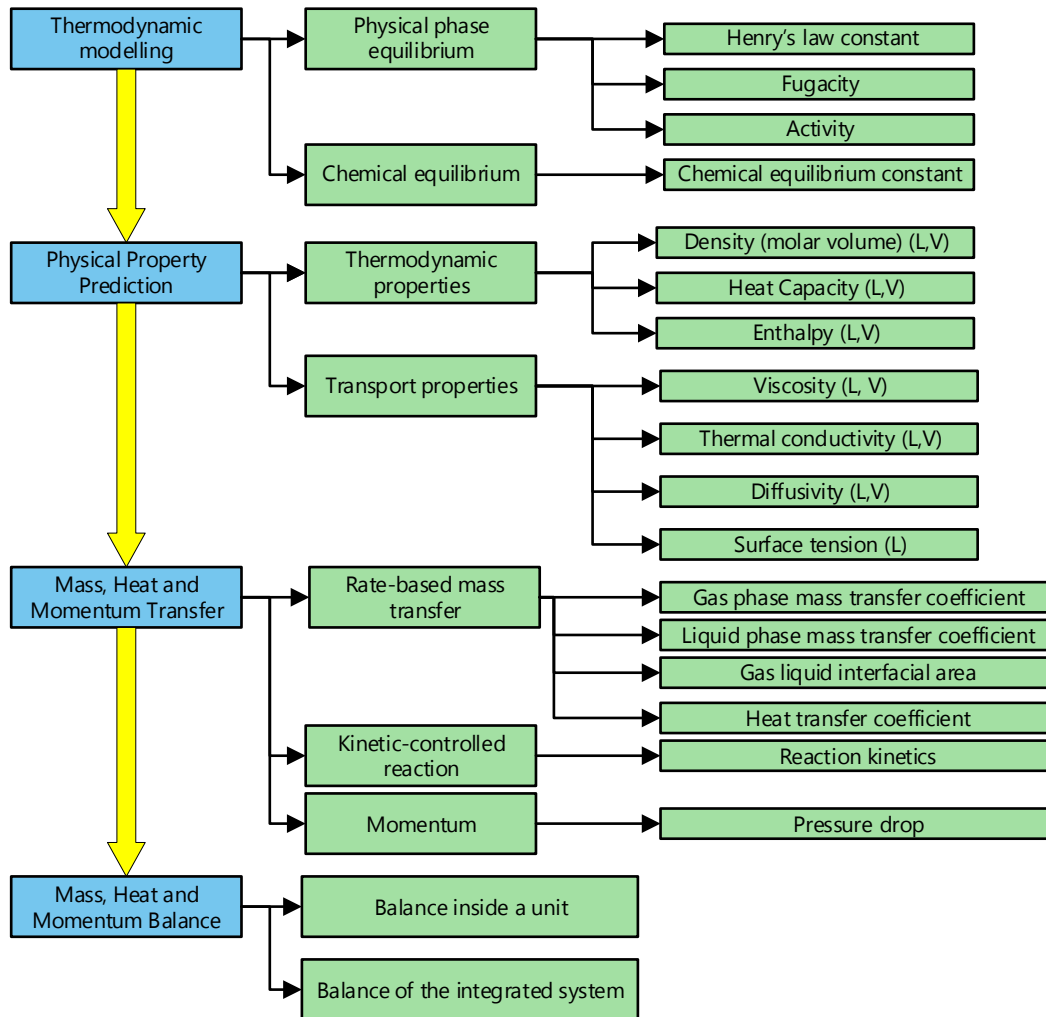 Thermodynamic
modelling
Physical phase
equilibrium
Henry's law constant
Fugacity
Activity
Chemical equilibrium
Chemical equilibrium constant
Physical Property
Prediction
Thermodynamic
properties
Density (molar volume) (L,V)
Heat Capacity (L,V)
Enthalpy (L,V)
Transport properties
Viscosity (L, V)
Thermal conductivity (L,V)
Diffusivity (L,V)
Surface tension (L)
Mass, Heat and
Momentum Transfer
Rate-based mass
transfer
Gas phase mass transfer coefficient
Liquid phase mass transfer coefficient
Gas liquid interfacial area
Heat transfer coefficient
Kinetic-controlled
reaction
Reaction kinetics
Momentum
Pressure drop
Mass, Heat and
Momentum Balance
Balance inside a unit
Balance of the integrated system